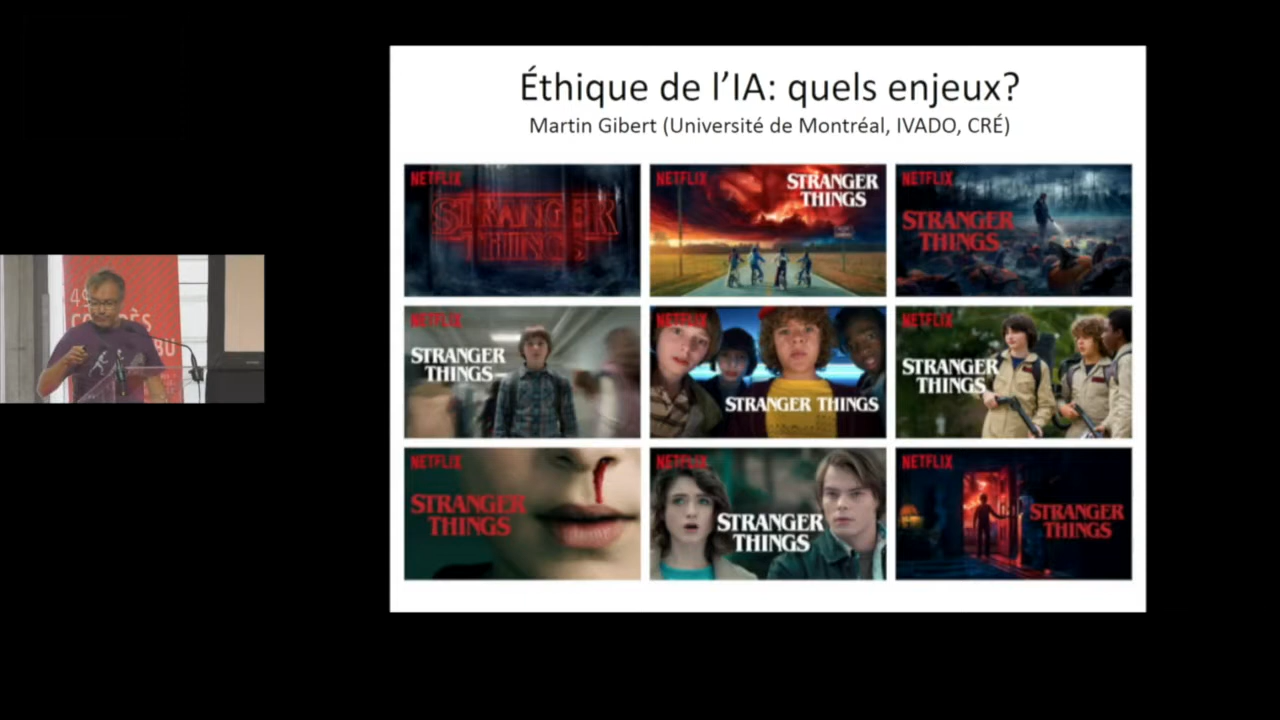 Éthique de l'IA: quels enjeux?
Martin Gibert (Université de Montréal, IVADO, CRÉ)
NETFLIX
STRANGER
THINGS
NETFLIX
STRANGER
THINGS
NETFLIX
STRANGER
THINGS
NETFLIX
STRANGER
THINGS
NETFLIX
STRANGER THINGS
NETFLIX
STRANGER
THINGS
NETFLIX
STRANGER
THINGS
NETFLIX
STRANGER
THINGS
NETFLIX
STRANGER
THINGS